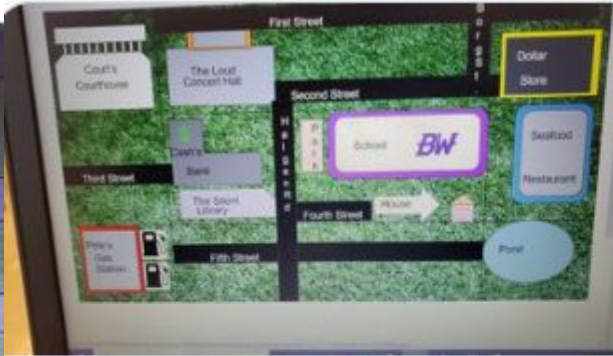 First Street
Court's
Courthouse
The Loud
Concert Hall
Dollar
Store
Second Street
Park
School
BW
Seafood
Restaurant
Cash's
Bank
Third Street
The Silent
Library
Fourth Street
House
Pete's
Gas
Station
Fifth Street
Pond